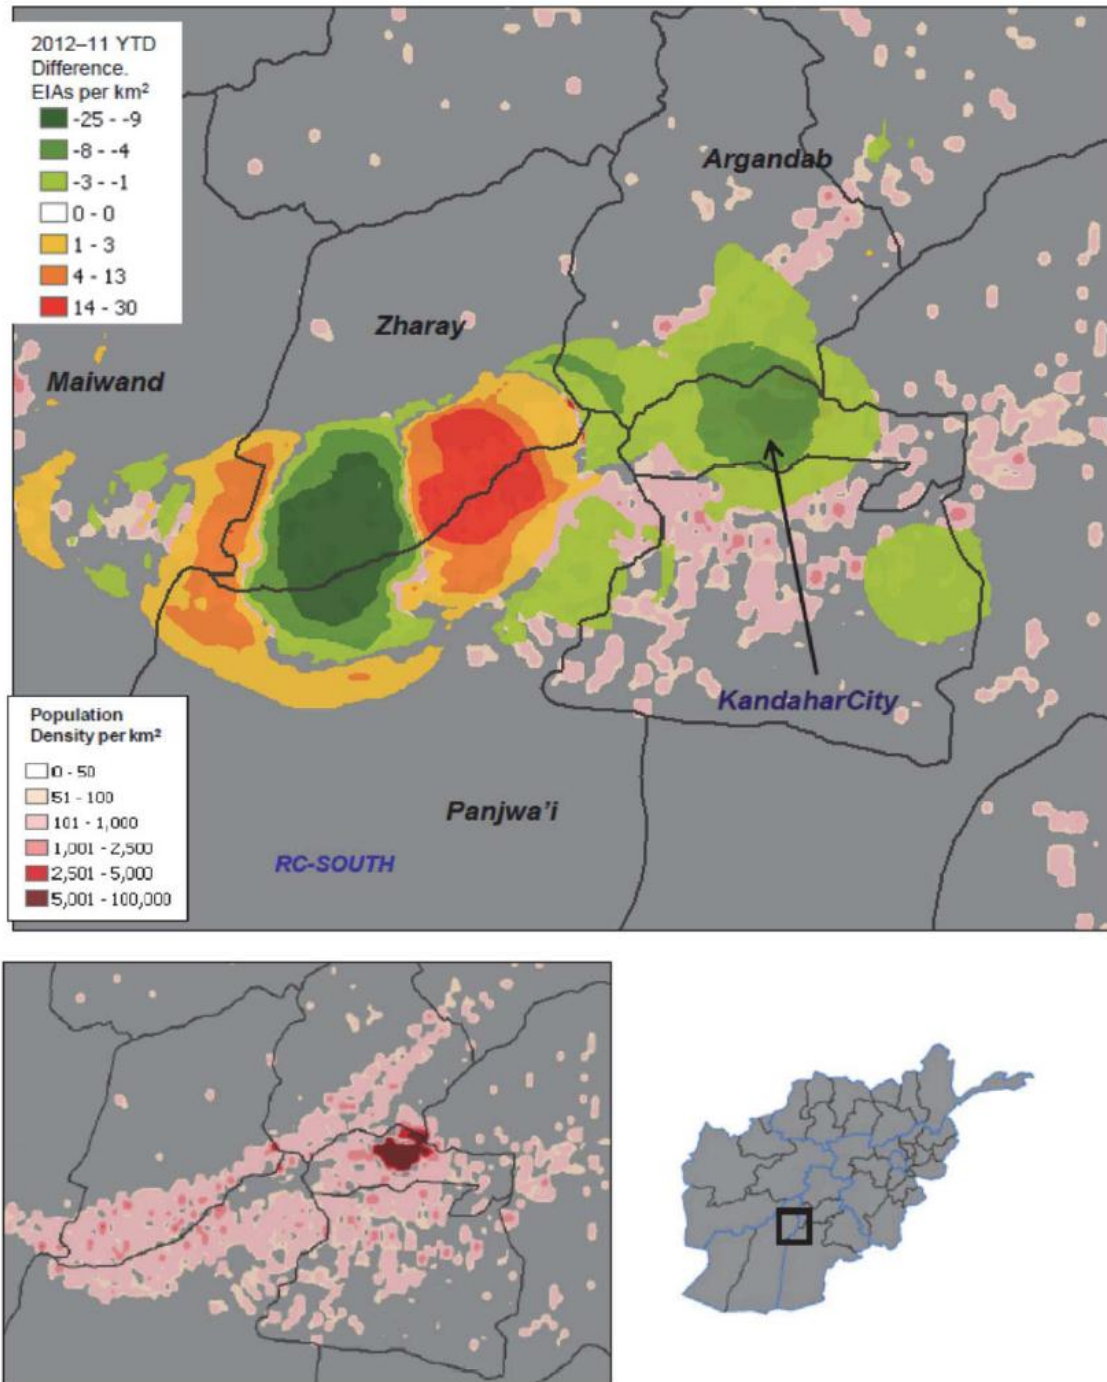 2012–11 YTD
Difference.
EIAs per km²
-25 - -9
-8 - -4
-3 - -1
0 - 0
1 - 3
4 - 13
14 - 30
Argandab
Zharay
Maiwand
KandaharCity
Population
Density per km²
0 - 50
51 - 100
101 - 1,000
1,001 - 2,500
2,501 - 5,000
5,001 - 100,000
Panjwa'i
RC-SOUTH